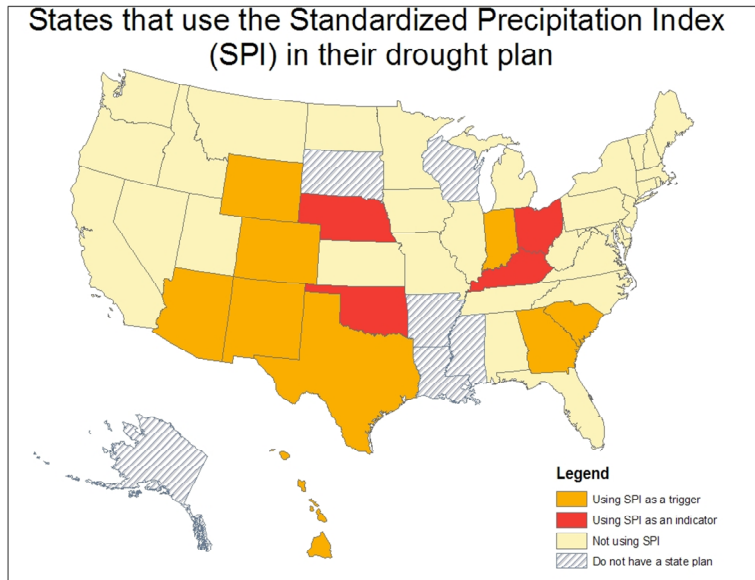 States that use the Standardized Precipitation Index
(SPI) in their drought plan
Legend
Using SPI as a trigger
Using SPI as an indicator
Not using SPI
Do not have a state plan